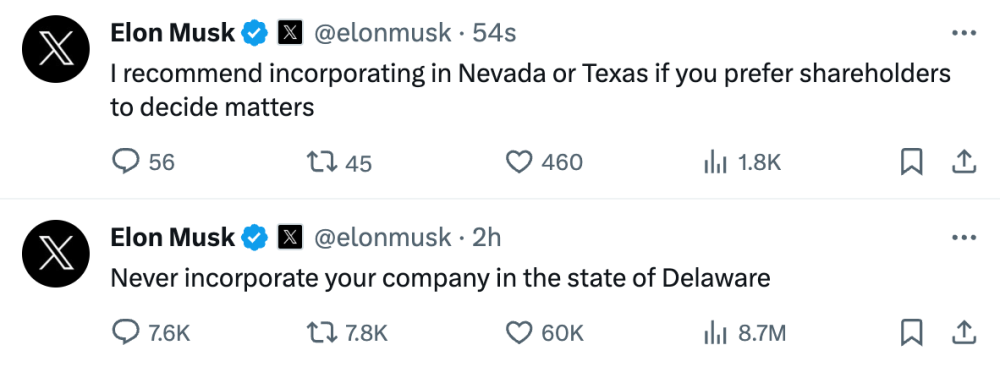 Elon Musk @elonmusk · 54s
I recommend incorporating in Nevada or Texas if you prefer shareholders
to decide matters
56 45 460 1.8K
Elon Musk @elonmusk · 2h
Never incorporate your company in the state of Delaware
7.6K 7.8K 60K 8.7M